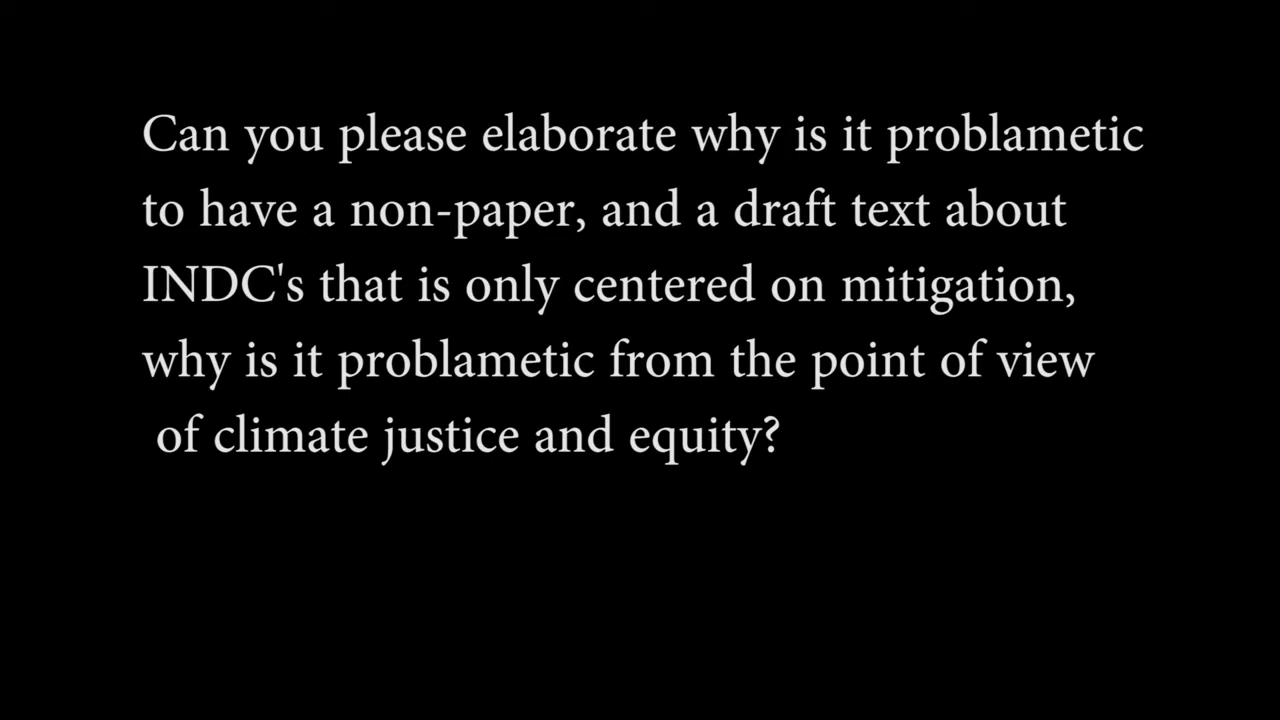 Can you please elaborate why is it problametic
to have a non-paper, and a draft text about
INDC's that is only centered on mitigation,
why is it problametic from the point of view
of climate justice and equity?